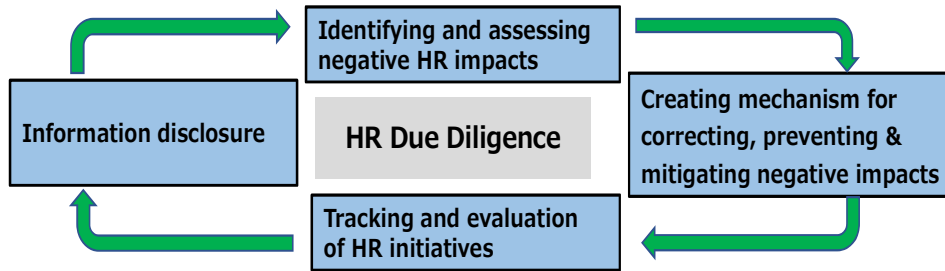 Identifying and assessing
negative HR impacts
Creating mechanism for
correcting, preventing &
mitigating negative impacts
Information disclosure
HR Due Diligence
Tracking and evaluation
of HR initiatives